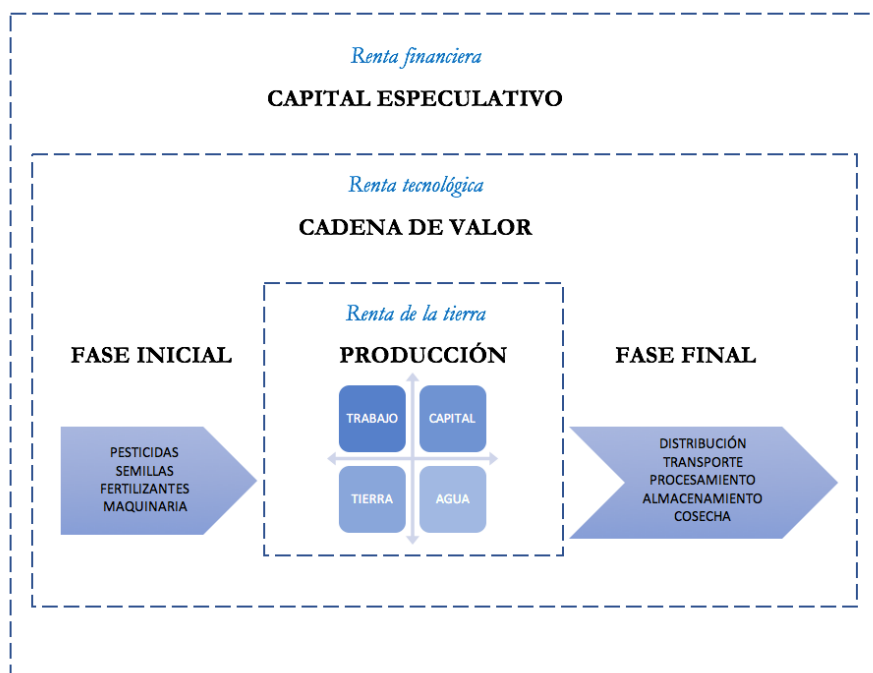 Renta financiera
CAPITAL ESPECULATIVO
Renta tecnológica
CADENA DE VALOR
Renta de la tierra
FASE INICIAL
PRODUCCIÓN
FASE FINAL
PESTICIDAS
SEMILLAS
FERTILIZANTES
MAQUINARIA
TRABAJO
CAPITAL
TIERRA
AGUA
DISTRIBUCIÓN
TRANSPORTE
PROCESAMIENTO
ALMACENAMIENTO
COSECHA